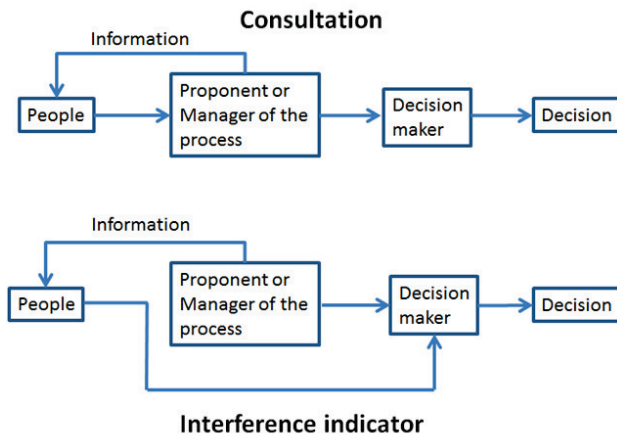 Consultation
Information
People
Proponent or
Manager of the
process
Decision
maker
Decision
Information
People
Proponent or
Manager of the
process
Decision
maker
Decision
Interference indicator